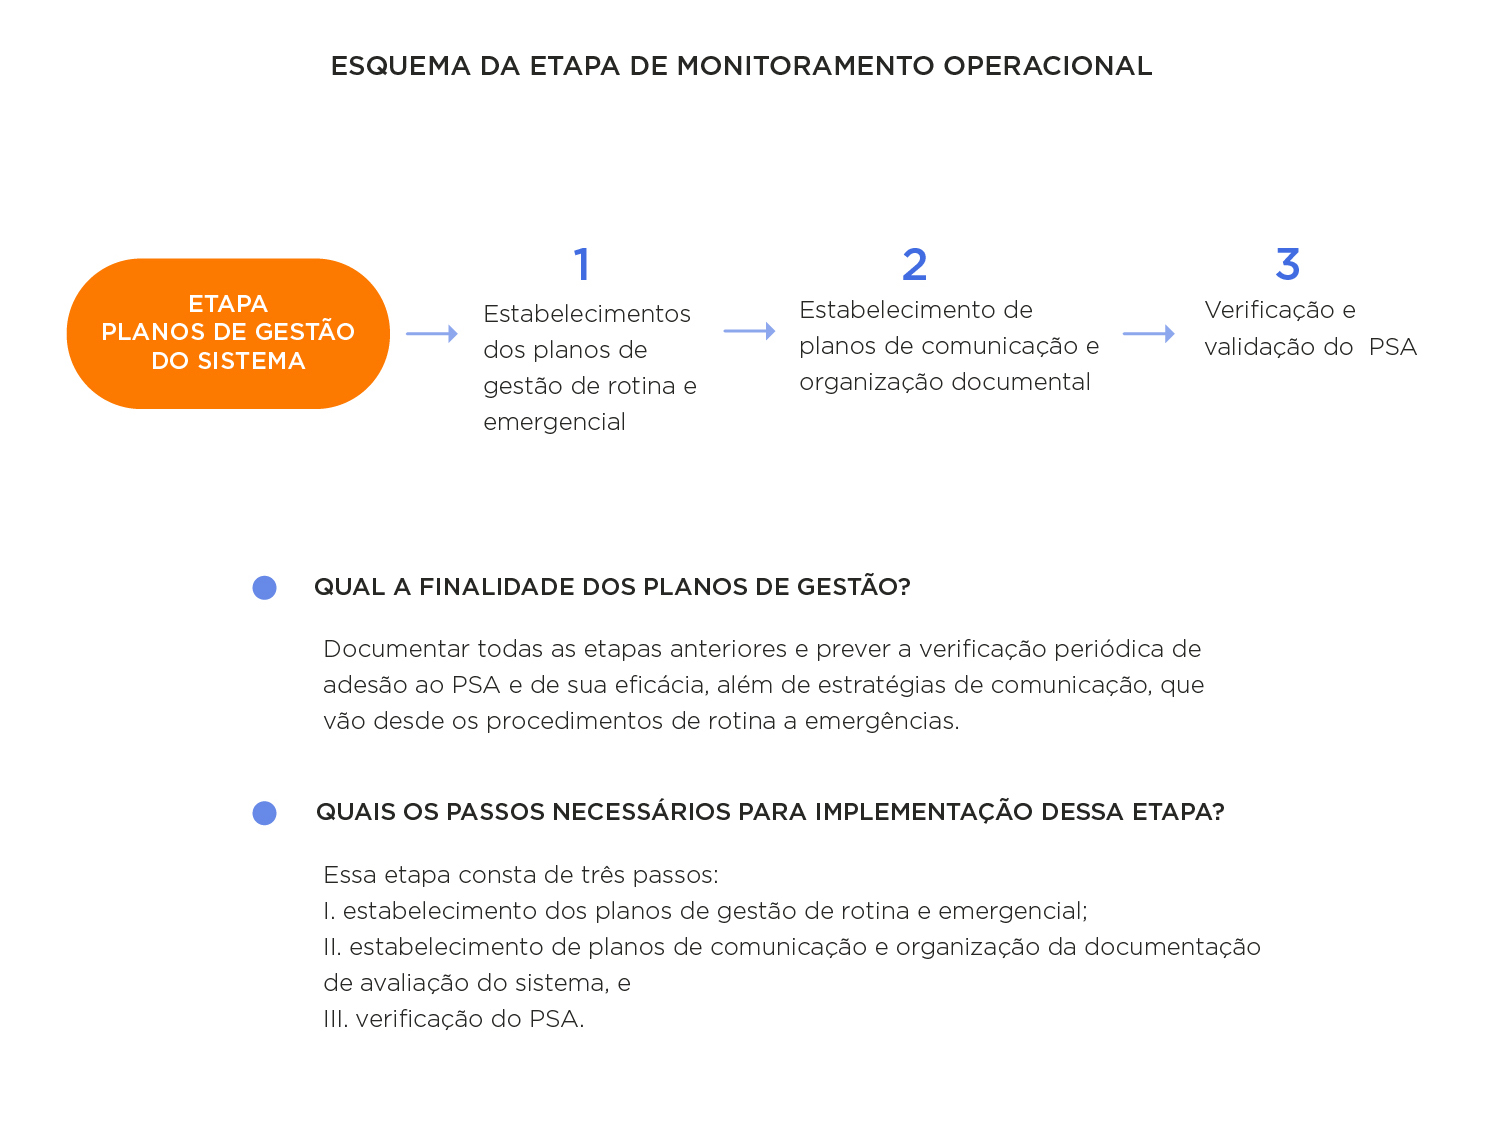 ESQUEMA DA ETAPA DE MONITORAMENTO OPERACIONAL
ETAPA
PLANOS DE GESTÃO
DO SISTEMA
1
Estabelecimentos
dos planos de
gestão de rotina e
emergencial
2
Estabelecimento de
planos de comunicação e
organização documental
3
Verificação e
validação do PSA
QUAL A FINALIDADE DOS PLANOS DE GESTÃO?
Documentar todas as etapas anteriores e prever a verificação periódica de
adesão ao PSA e de sua eficácia, além de estratégias de comunicação, que
vão desde os procedimentos de rotina a emergências.
QUAIS OS PASSOS NECESSÁRIOS PARA IMPLEMENTAÇÃO DESSA ETAPA?
Essa etapa consta de três passos:
I. estabelecimento dos planos de gestão de rotina e emergencial;
II. estabelecimento de planos de comunicação e organização da documentação
de avaliação do sistema, e
III. verificação do PSA.